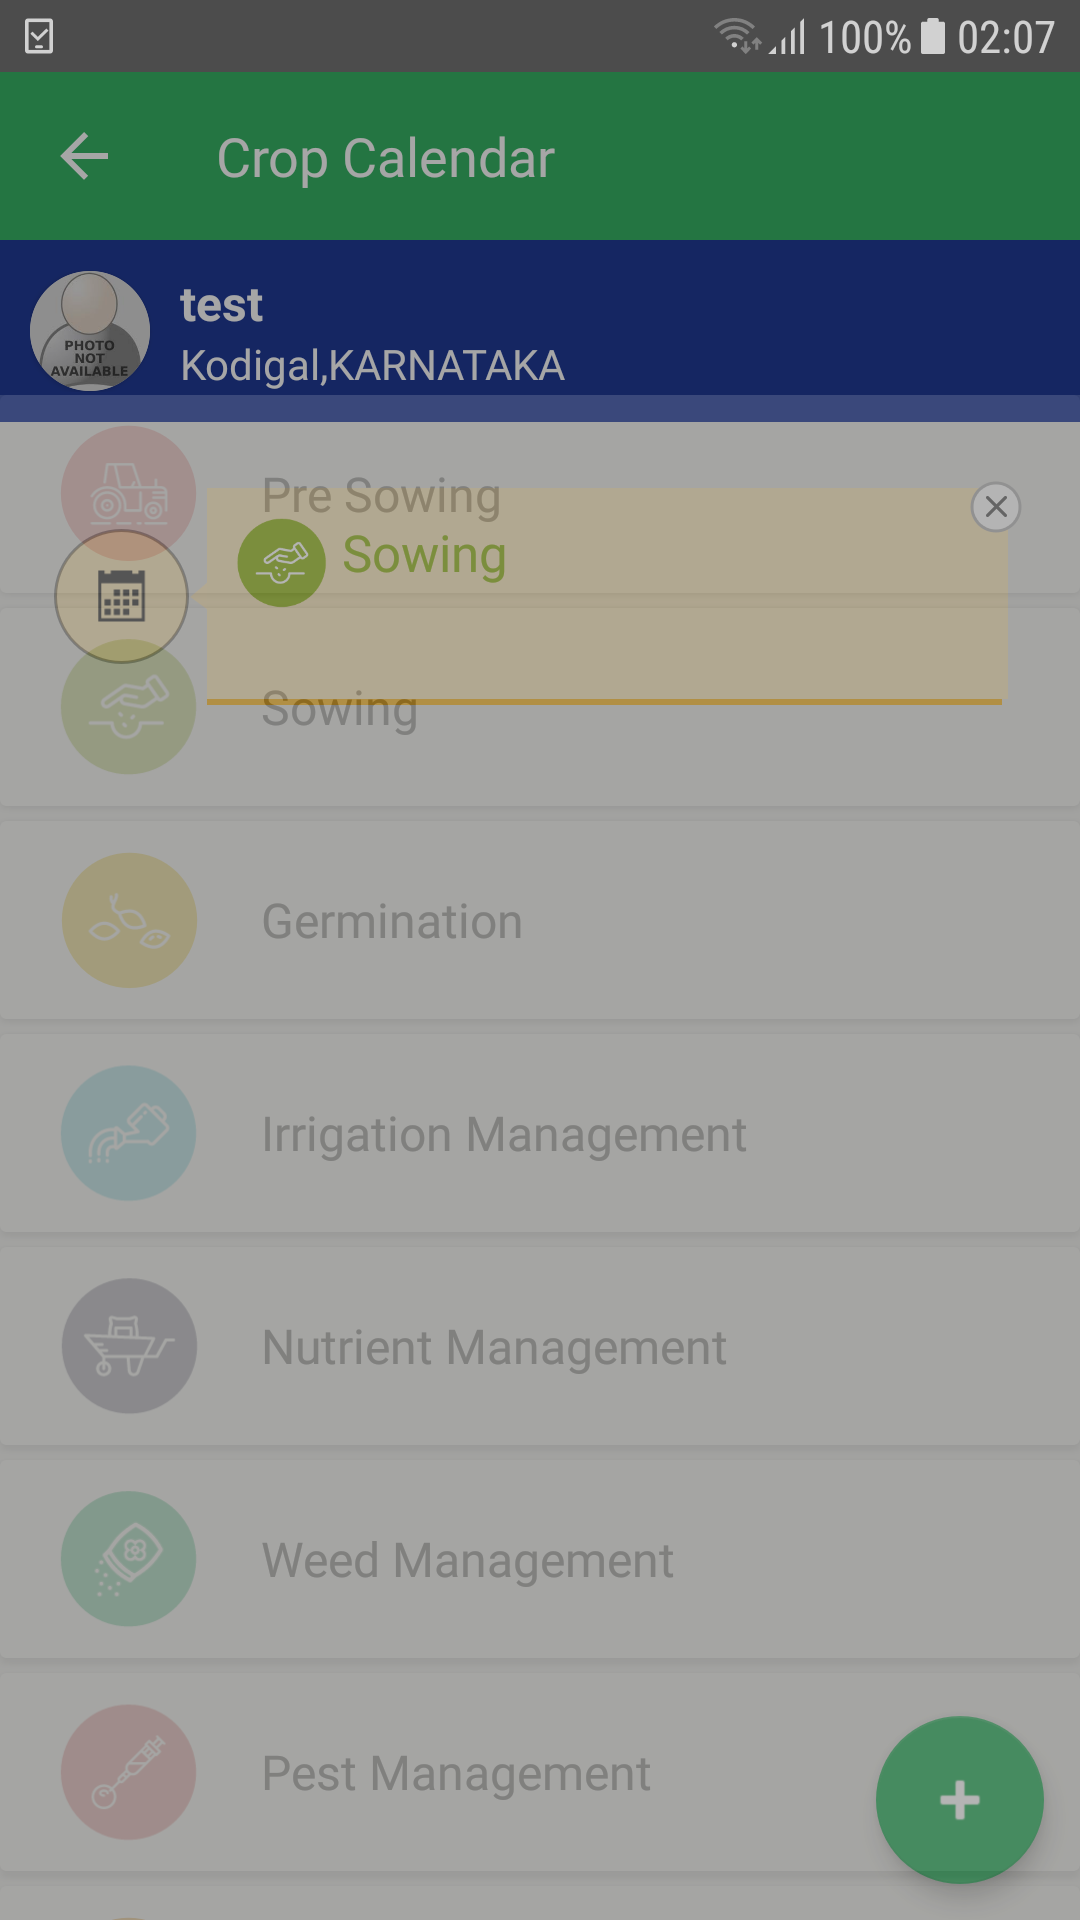 100% 02:07
Crop Calendar
test
Kodigal,KARNATAKA
PHOTO
NOT
AVAILABLE
Pre Sowing
Sowing
Sowing
Germination
Irrigation Management
Nutrient Management
Weed Management
Pest Management